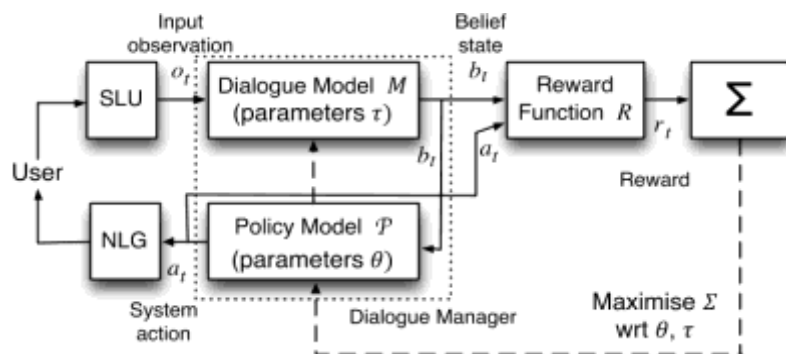 Input
observation
Belief
state
SLU
o_t
Dialogue Model M
(parameters τ)
b_t
Reward
Function R
r_t
Σ
b_t
a_t
User
Reward
NLG
a_t
Policy Model P
(parameters θ)
System
action
Dialogue Manager
Maximise Σ
wrt θ, τ